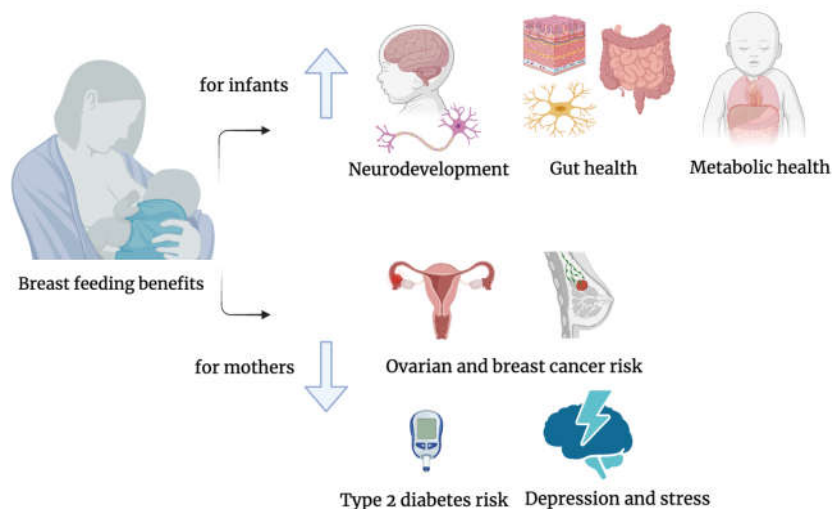 for infants
Neurodevelopment
Gut health
Metabolic health
Breast feeding benefits
for mothers
Ovarian and breast cancer risk
Type 2 diabetes risk
Depression and stress